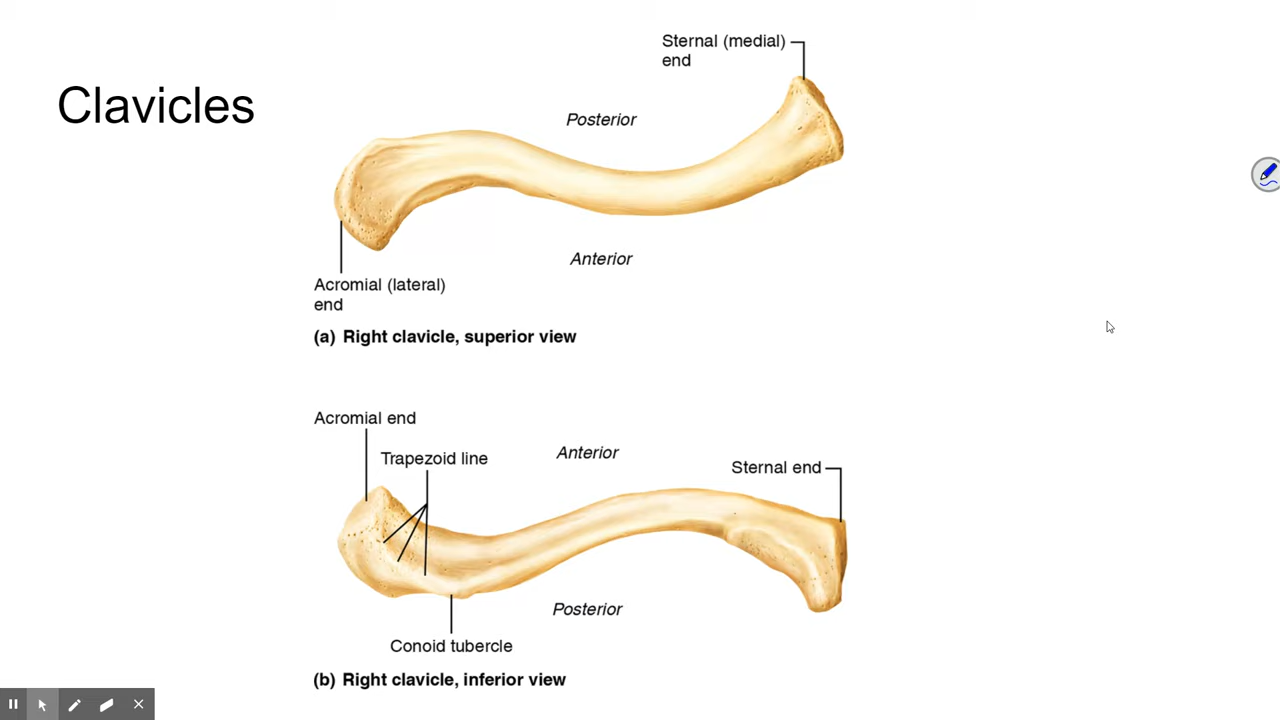 Clavicles
Sternal (medial)
end
Posterior
Anterior
Acromial (lateral)
end
(a) Right clavicle, superior view
Acromial end
Trapezoid line
Anterior
Sternal end
Posterior
Conoid tubercle
(b) Right clavicle, inferior view